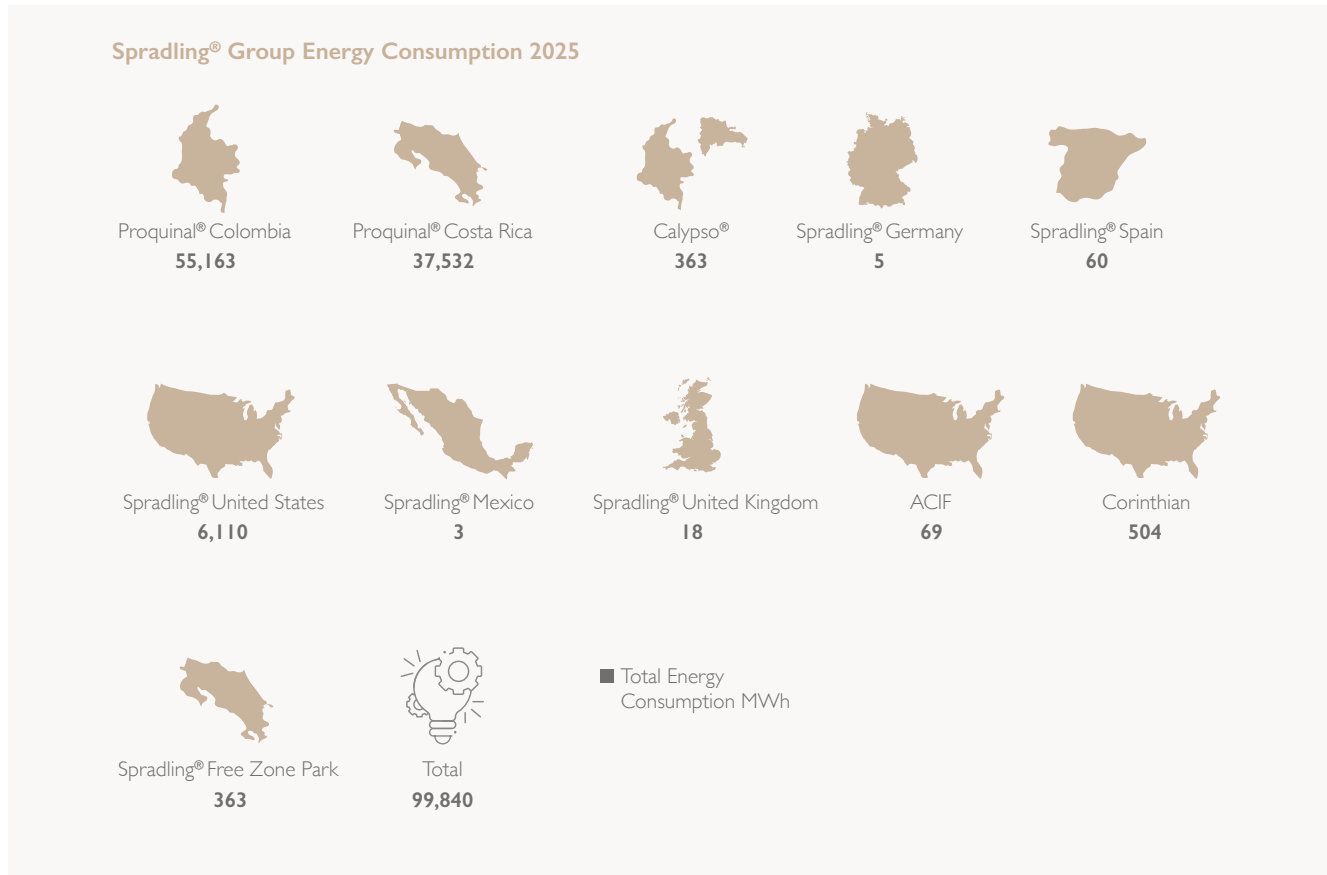 Spradling® Group Energy Consumption 2025
Proquinal® Colombia
55,163
Proquinal® Costa Rica
37,532
Calypso®
363
Spradling® Germany
5
Spradling® Spain
60
Spradling® United States
6,110
Spradling® Mexico
3
Spradling® United Kingdom
18
ACIF
69
Corinthian
504
Spradling® Free Zone Park
363
Total
99,840
Total Energy
Consumption MWh